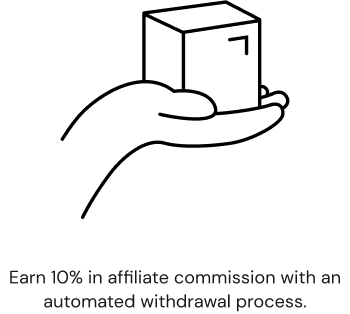 Earn 10% in affiliate commission with an
automated withdrawal process.